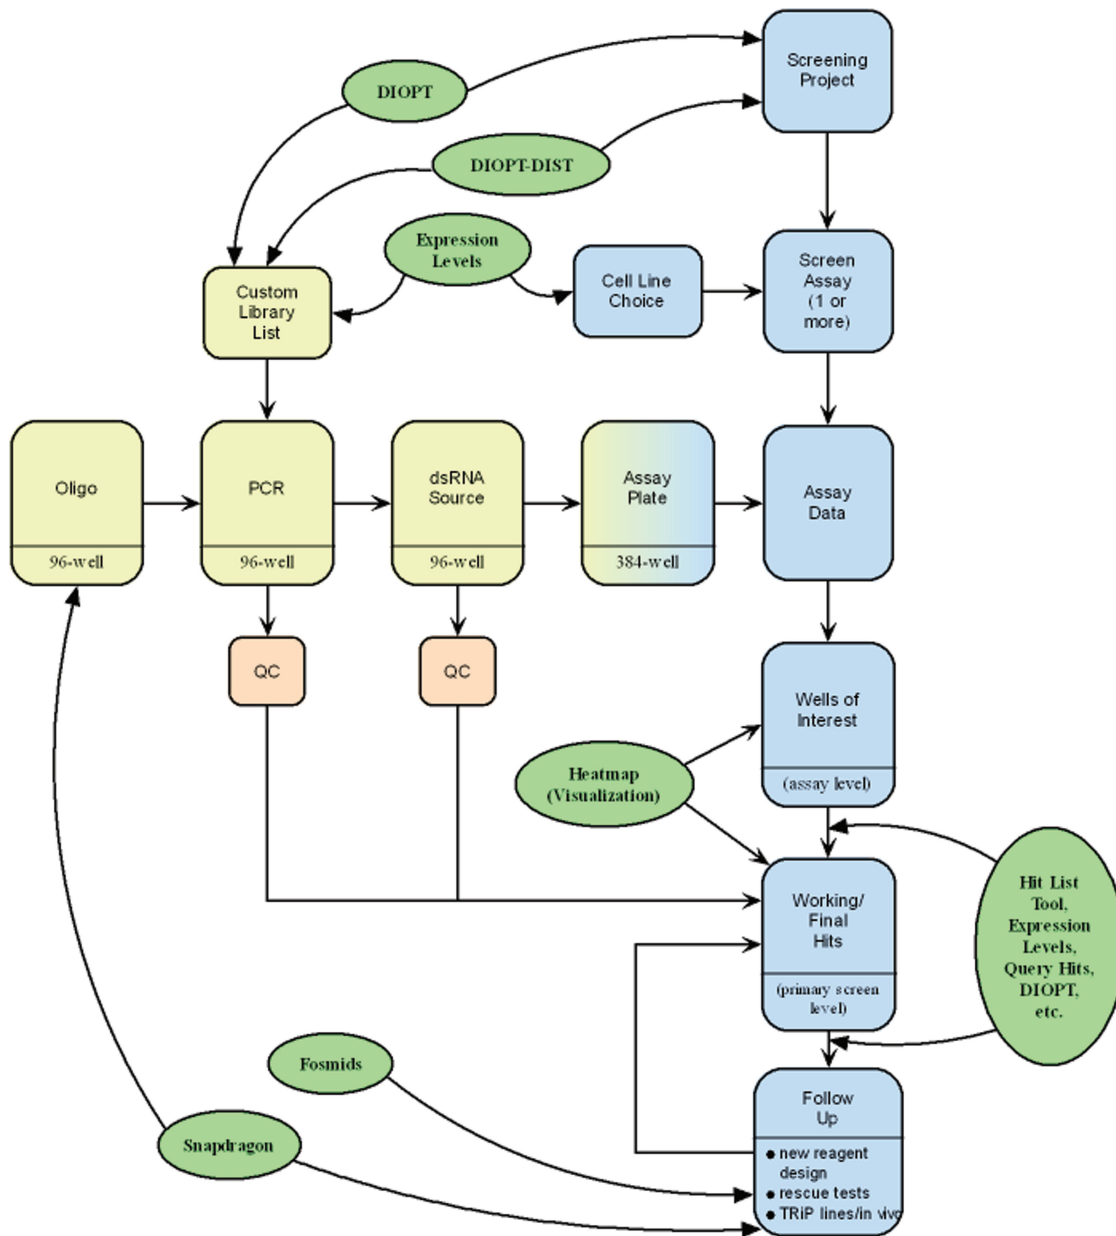 Screening
Project
DIOPT
DIOPT-DIST
Expression
Levels
Cell Line
Choice
Screen
Assay
(1 or
more)
Custom
Library
List
Oligo
96-well
PCR
96-well
dsRNA
Source
96-well
Assay
Plate
384-well
Assay
Data
QC
QC
Wells of
Interest
(assay level)
Heatmap
(Visualization)
Working/
Final
Hits
(primary screen
level)
Hit List
Tool,
Expression
Levels,
Query Hits,
DIOPT,
etc.
Fosmids
Snapdragon
Follow
Up
● new reagent
design
● rescue tests
● TRiP lines/in vivo